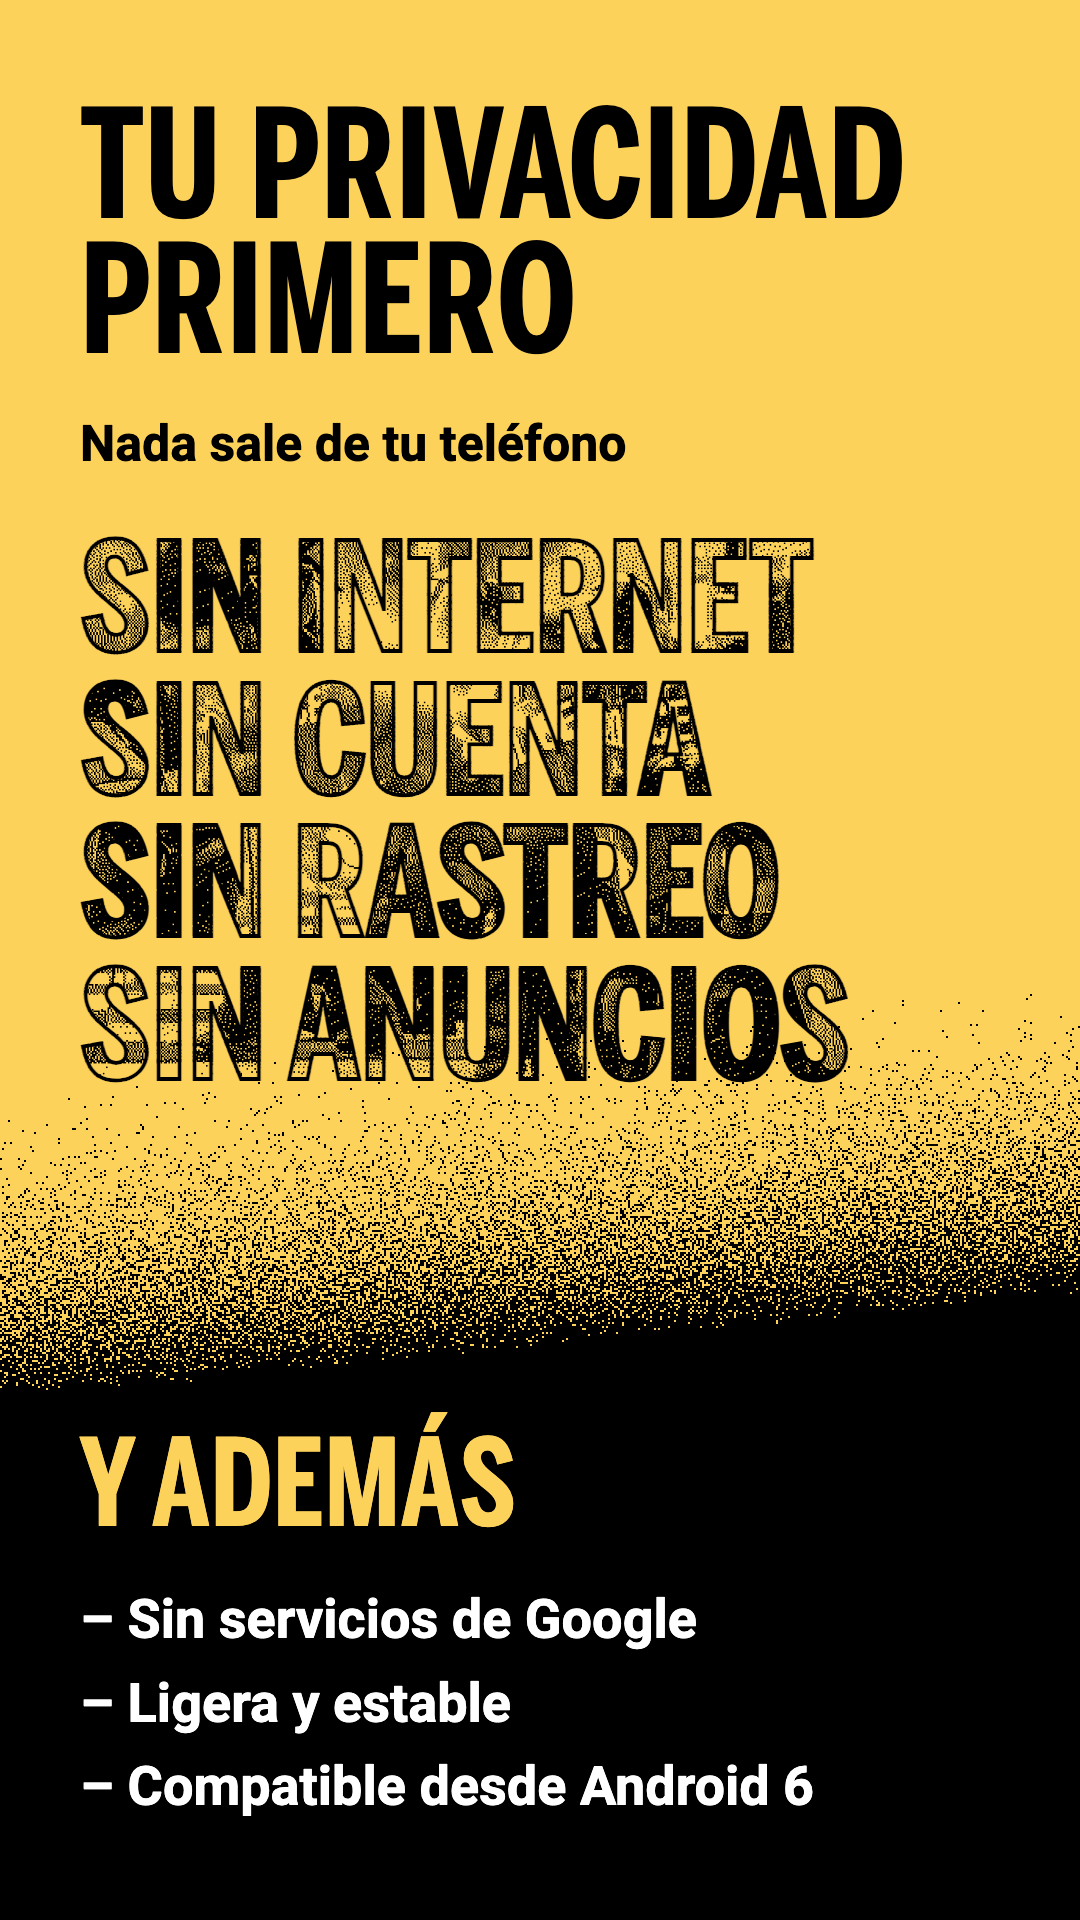 TU PRIVACIDAD
PRIMERO
Nada sale de tu teléfono
SIN INTERNET
SIN CUENTA
SIN RASTREO
SIN ANUNCIOS
Y ADEMÁS
– Sin servicios de Google
– Ligera y estable
– Compatible desde Android 6